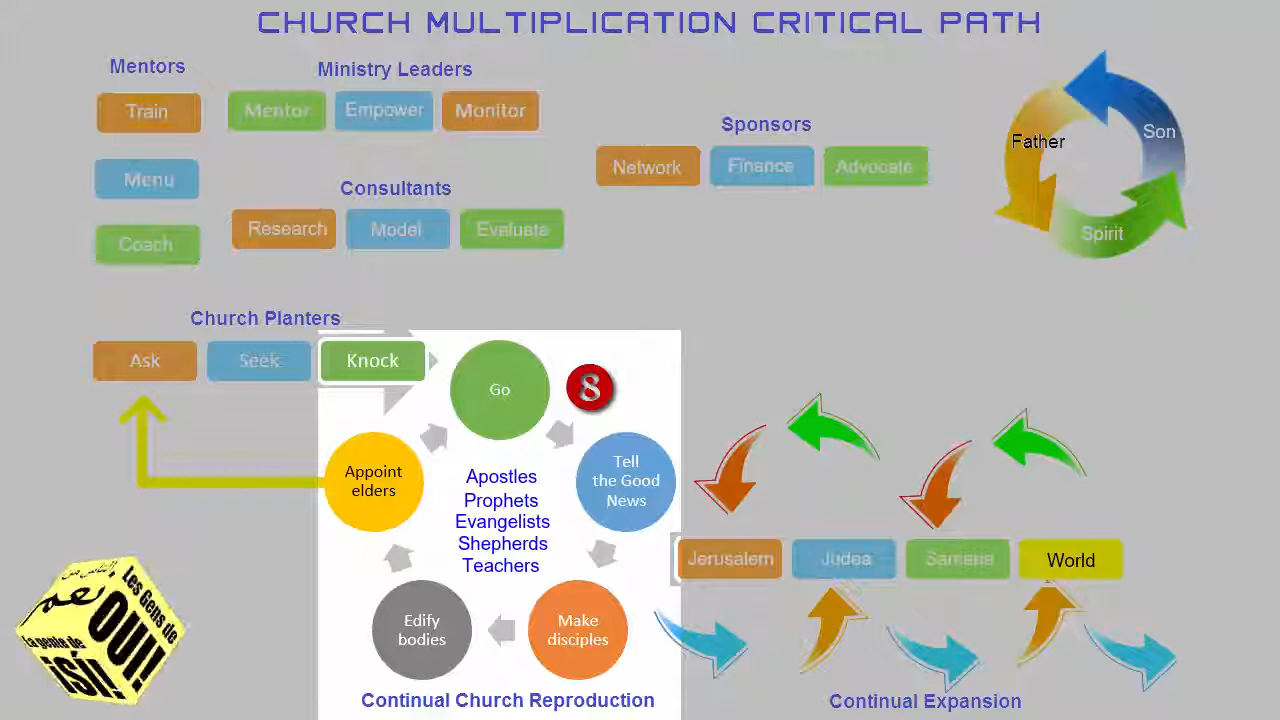 CHURCH MULTIPLICATION CRITICAL PATH
Mentors
Ministry Leaders
Train
Mentor
Empower
Monitor
Sponsors
Father
Son
Spirit
Network
Finance
Advocate
Menu
Consultants
Research
Model
Evaluate
Coach
Church Planters
Ask
Seek
Knock
Go
8
Appoint
elders
Tell
the Good
News
Apostles
Prophets
Evangelists
Shepherds
Teachers
Jerusalem
Judea
Samaria
World
Edify
bodies
Make
disciples
Les Gens de
OUI!
La gente de
¡sí!
Continual Church Reproduction
Continual Expansion